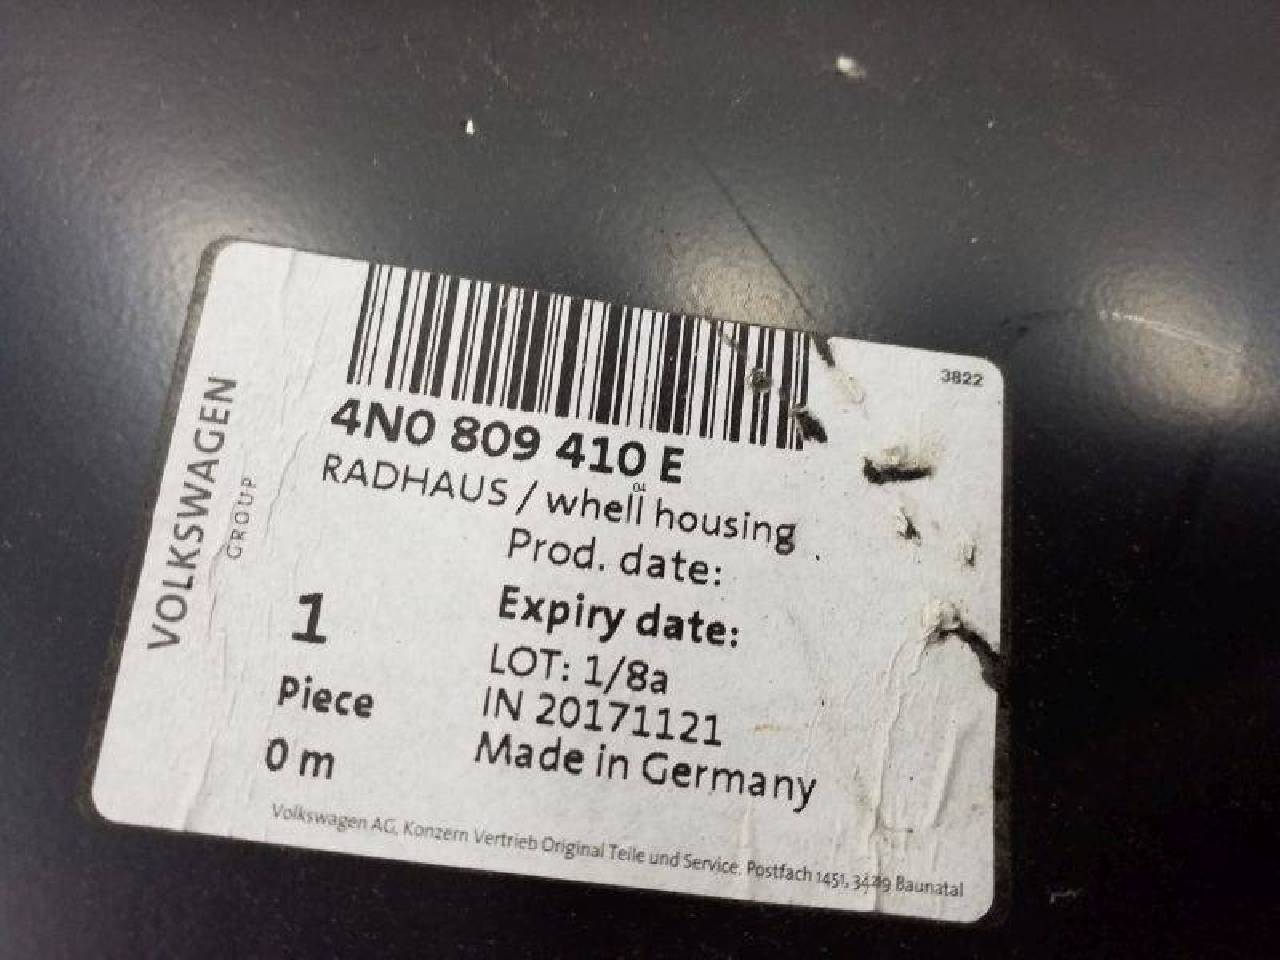 VOLKSWAGEN
GROUP
3822
4N0 809 410 E
04
RADHAUS / whell housing
Prod. date:
Expiry date:
1
LOT: 1/8a
Piece
IN 20171121
0 m
Made in Germany
Volkswagen AG, Konzern Vertrieb Original Teile und Service, Postfach 1451, Baunatal